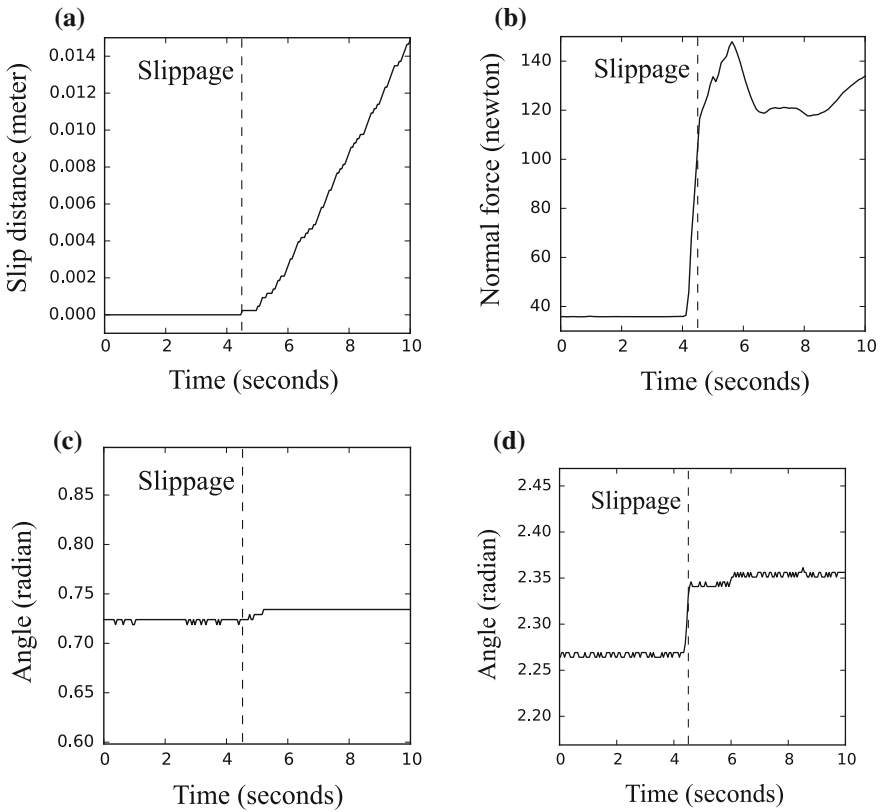 (a)
Slip distance (meter)
0.014
0.012
0.010
0.008
0.006
0.004
0.002
0.000
Slippage
0 2 4 6 8 10
Time (seconds)
(b)
Normal force (newton)
140
120
100
80
60
40
Slippage
0 2 4 6 8 10
Time (seconds)
(c)
Angle (radian)
0.85
0.80
0.75
0.70
0.65
0.60
Slippage
0 2 4 6 8 10
Time (seconds)
(d)
Angle (radian)
2.45
2.40
2.35
2.30
2.25
2.20
Slippage
0 2 4 6 8 10
Time (seconds)